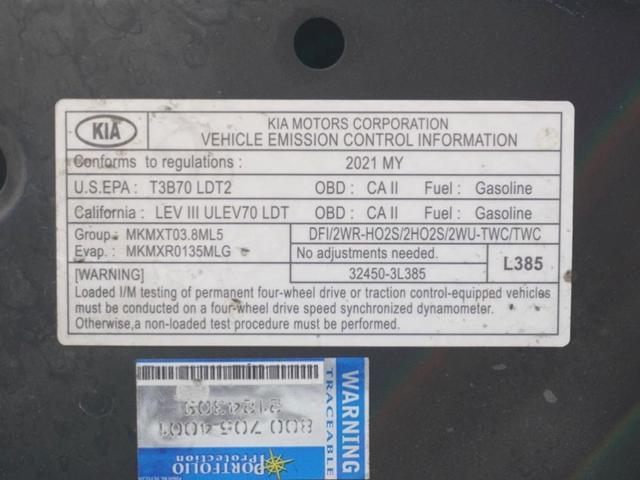 KIA
KIA MOTORS CORPORATION
VEHICLE EMISSION CONTROL INFORMATION
Conforms to regulations : 2021 MY
U.S.EPA : T3B70 LDT2 OBD : CA II Fuel : Gasoline
California : LEV III ULEV70 LDT OBD : CA II Fuel : Gasoline
Group : MKMXT03.8ML5 DFI/2WR-HO2S/2HO2S/2WU-TWC/TWC
Evap. : MKMXR0135MLG No adjustments needed.
L385
[WARNING] 32450-3L385
Loaded I/M testing of permanent four-wheel drive or traction control-equipped vehicles
must be conducted on a four-wheel drive speed synchronized dynamometer.
Otherwise,a non-loaded test procedure must be performed.
WARNING
TRACEABLE
800 705 4001
2124309
PORTFOLIO
Protection